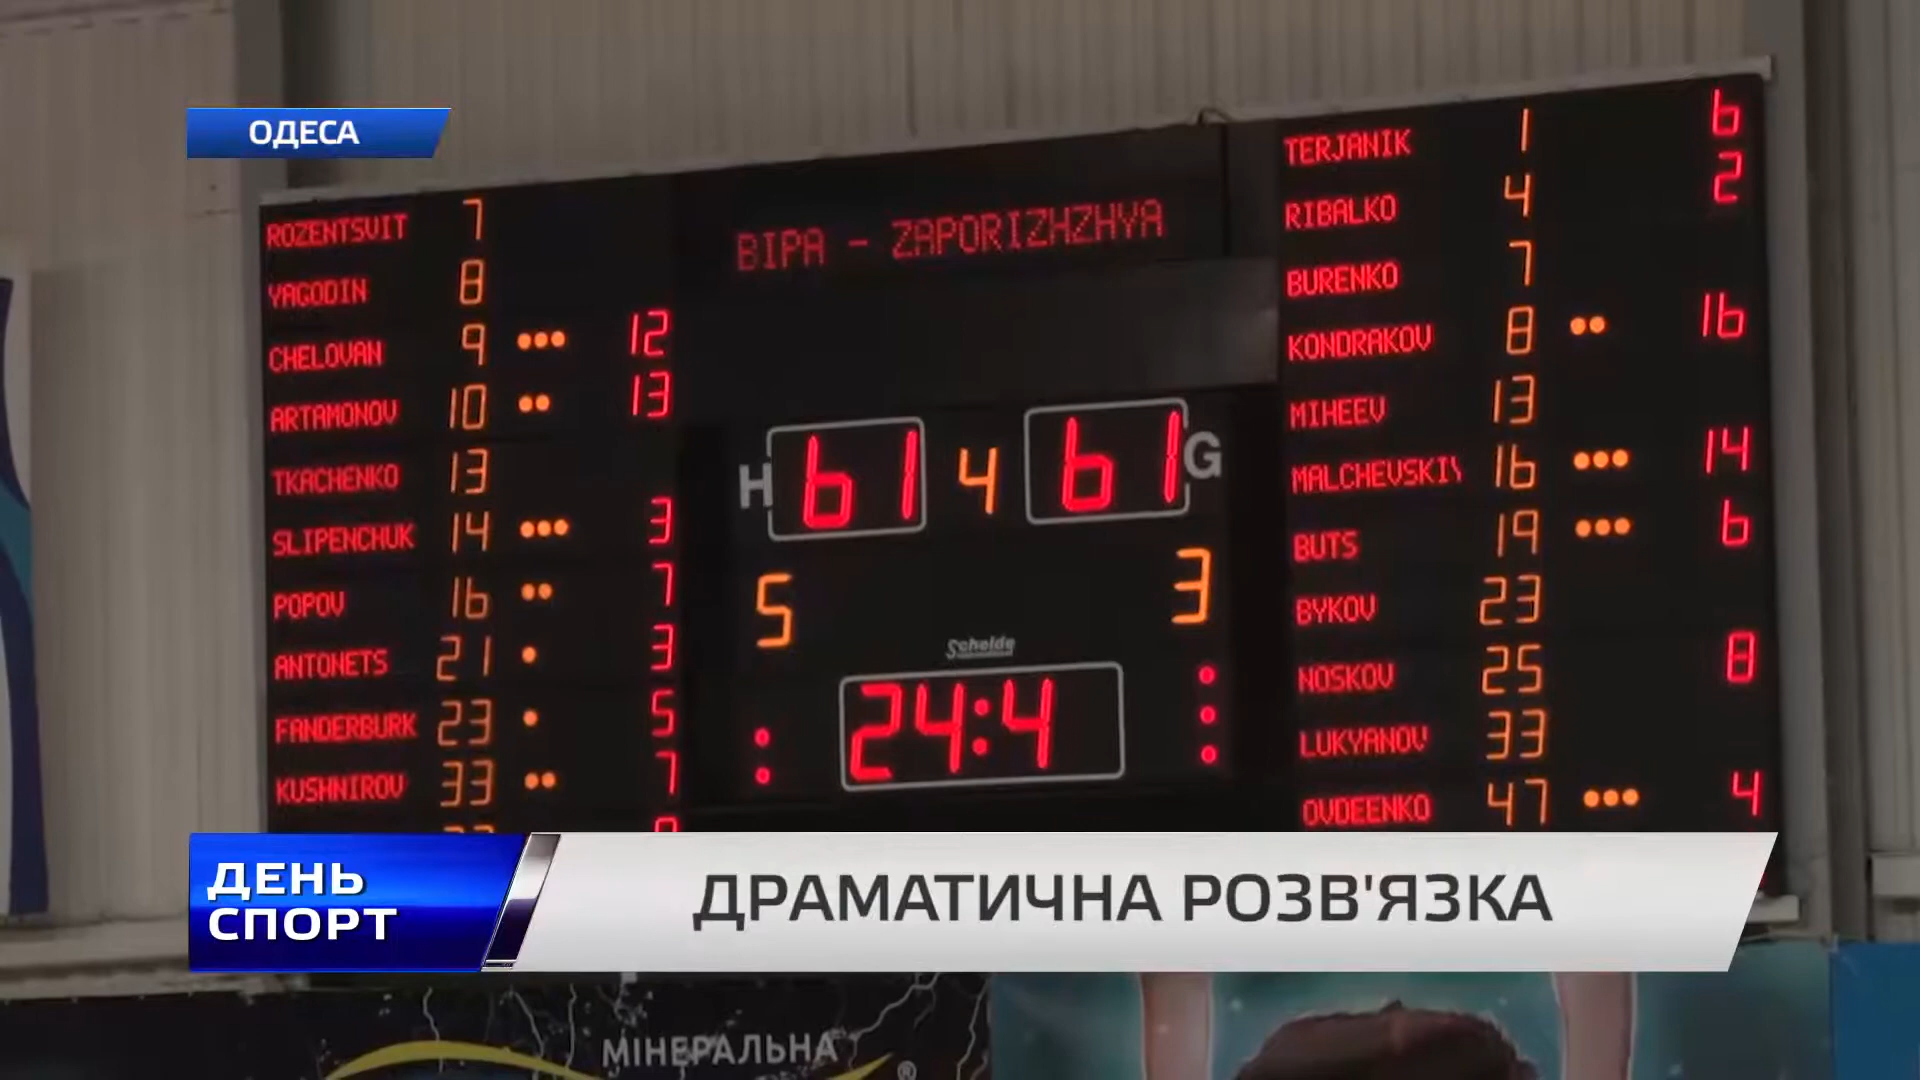 ОДЕСА
BIPA - ZAPORIZHZHYA
ROZENTSVIT 7
YAGODIN 8
CHELOVAN 9 12
ARTAMONOV 10 13
TKACHENKO 13
SLIPENCHUK 14 3
POPOV 16 7
ANTONETS 21 3
FANDERBURK 23 5
KUSHNIROV 33 7
H 61 4 61 G
5 3
Schelde
24:4
TERJANIK 1 6
RIBALKO 4 2
BURENKO 7
KONDRAKOV 8 16
MIHEEV 13
MALCHEVSKIY 16 14
BUTS 19 6
BYKOV 23
NOSKOV 25 8
LUKYANOV 33
OVDEENKO 47 4
ДЕНЬ
СПОРТ
ДРАМАТИЧНА РОЗВ'ЯЗКА
МІНЕРАЛЬНА
®